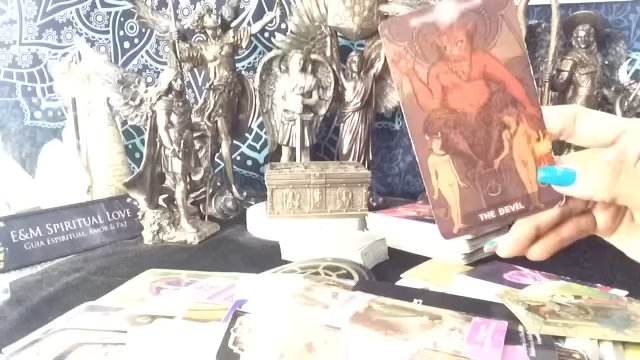 E&M SPIRITUAL LOVE
GUIA ESPIRITUAL, AMOR & PAZ
THE DEVIL